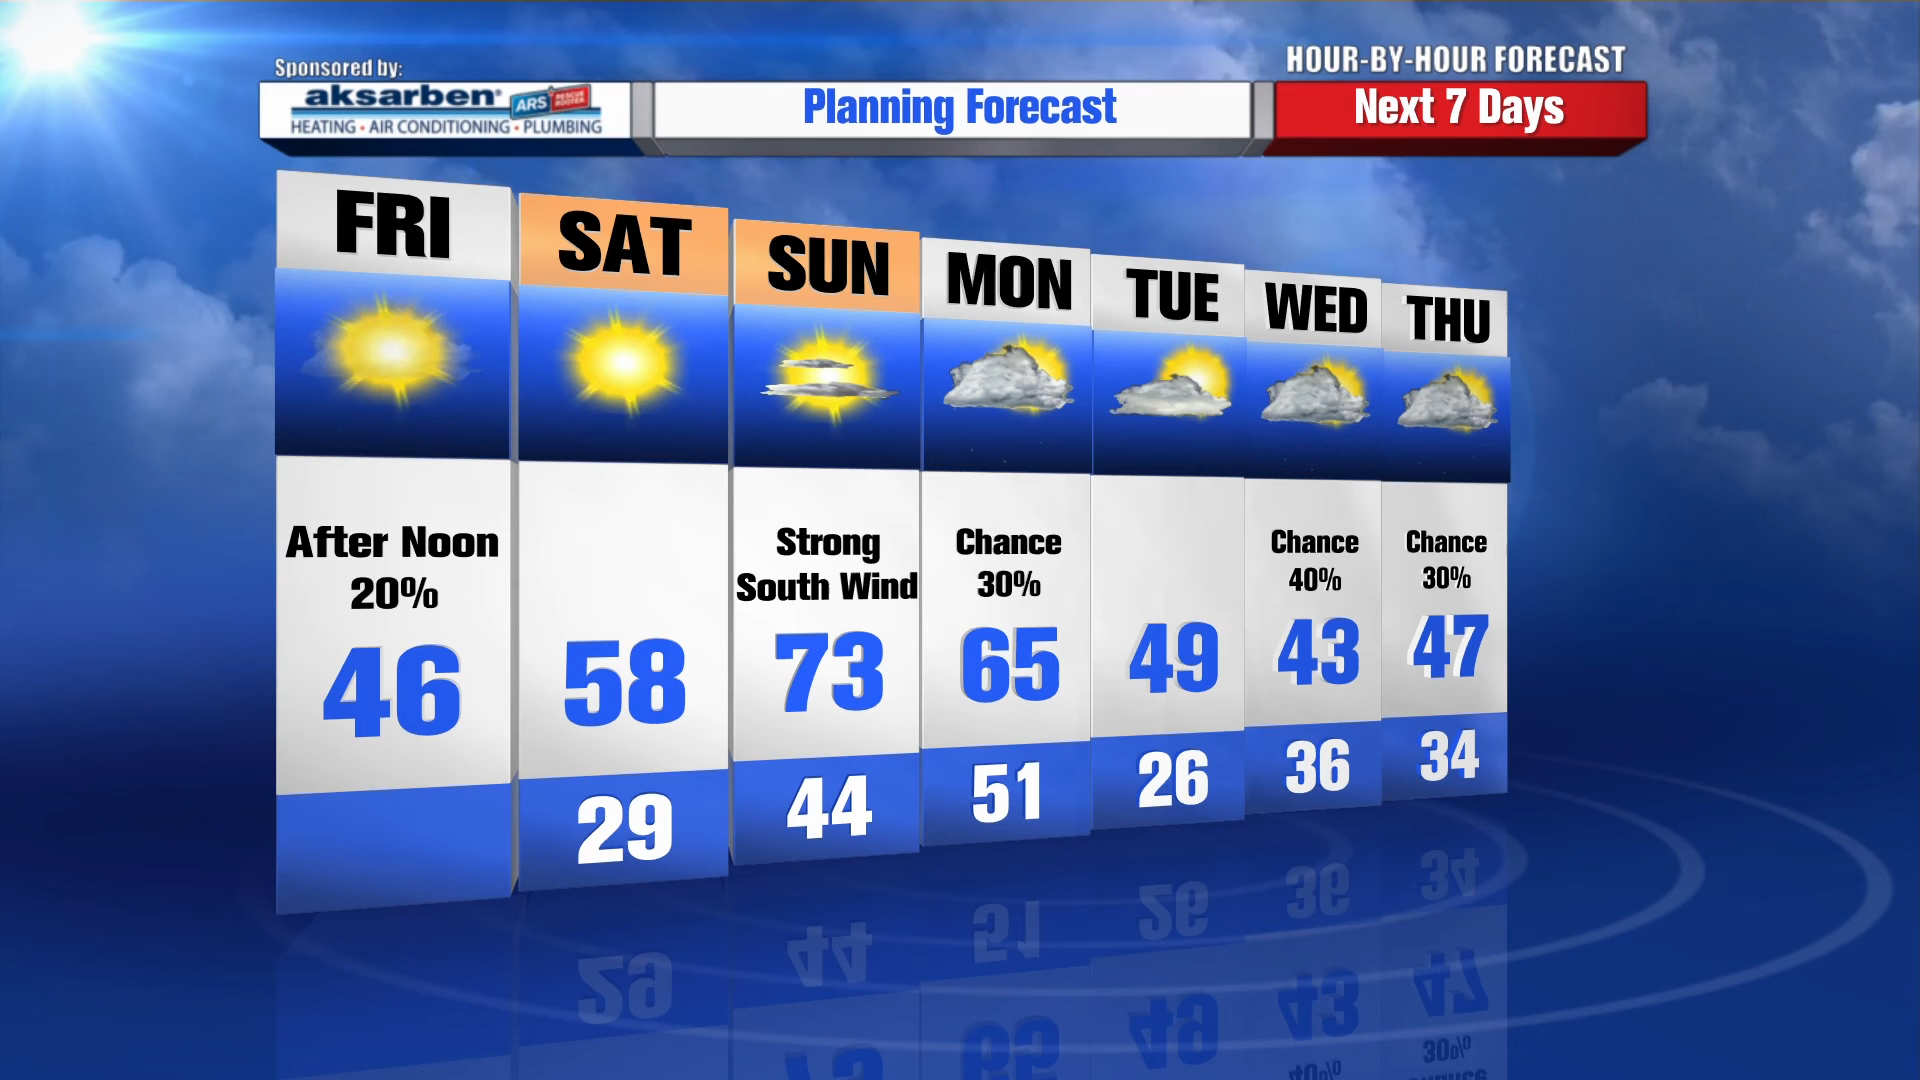 Sponsored by:
aksarben®
ARS RESCUE ROOTER
HEATING · AIR CONDITIONING · PLUMBING
Planning Forecast
HOUR-BY-HOUR FORECAST
Next 7 Days
FRI
After Noon
20%
46
SAT
58
29
SUN
Strong
South Wind
73
44
MON
Chance
30%
65
51
TUE
49
26
WED
Chance
40%
43
36
THU
Chance
30%
47
34